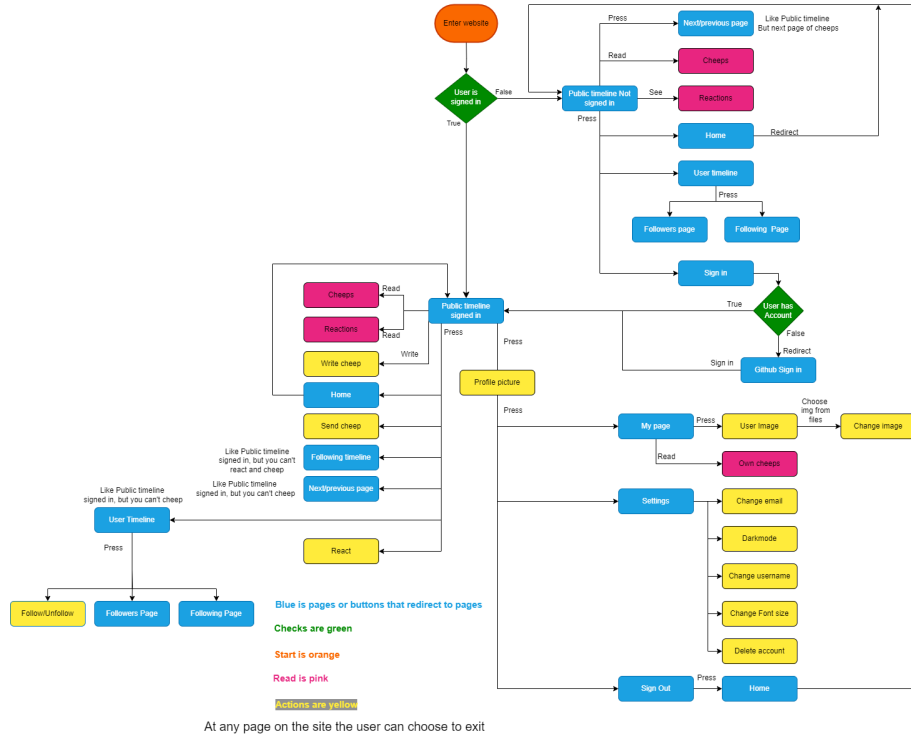 Enter website
Press
Next/previous page
Like Public timeline
But next page of cheeps
Read
Cheeps
User is
signed in
False
Public timeline Not
signed in
See
Reactions
Press
True
Home
Redirect
User timeline
Press
Followers page
Following Page
Sign in
User has
Account
True
False
Redirect
Sign in
Github Sign in
Cheeps
Read
Public timeline
signed in
Reactions
Read
Press
Press
Write cheep
Write
Profile picture
Home
Press
Send cheep
Like Public timeline
signed in, but you can't
react and cheep
Following timeline
Like Public timeline
signed in, but you can't cheep
Next/previous page
Like Public timeline
signed in, but you can't cheep
User Timeline
Press
React
Follow/Unfollow
Followers Page
Following Page
My page
Press
User Image
Choose
img from
files
Change image
Read
Own cheeps
Settings
Change email
Darkmode
Change username
Change Font size
Delete account
Sign Out
Press
Home
Blue is pages or buttons that redirect to pages
Checks are green
Start is orange
Read is pink
Actions are yellow
At any page on the site the user can choose to exit